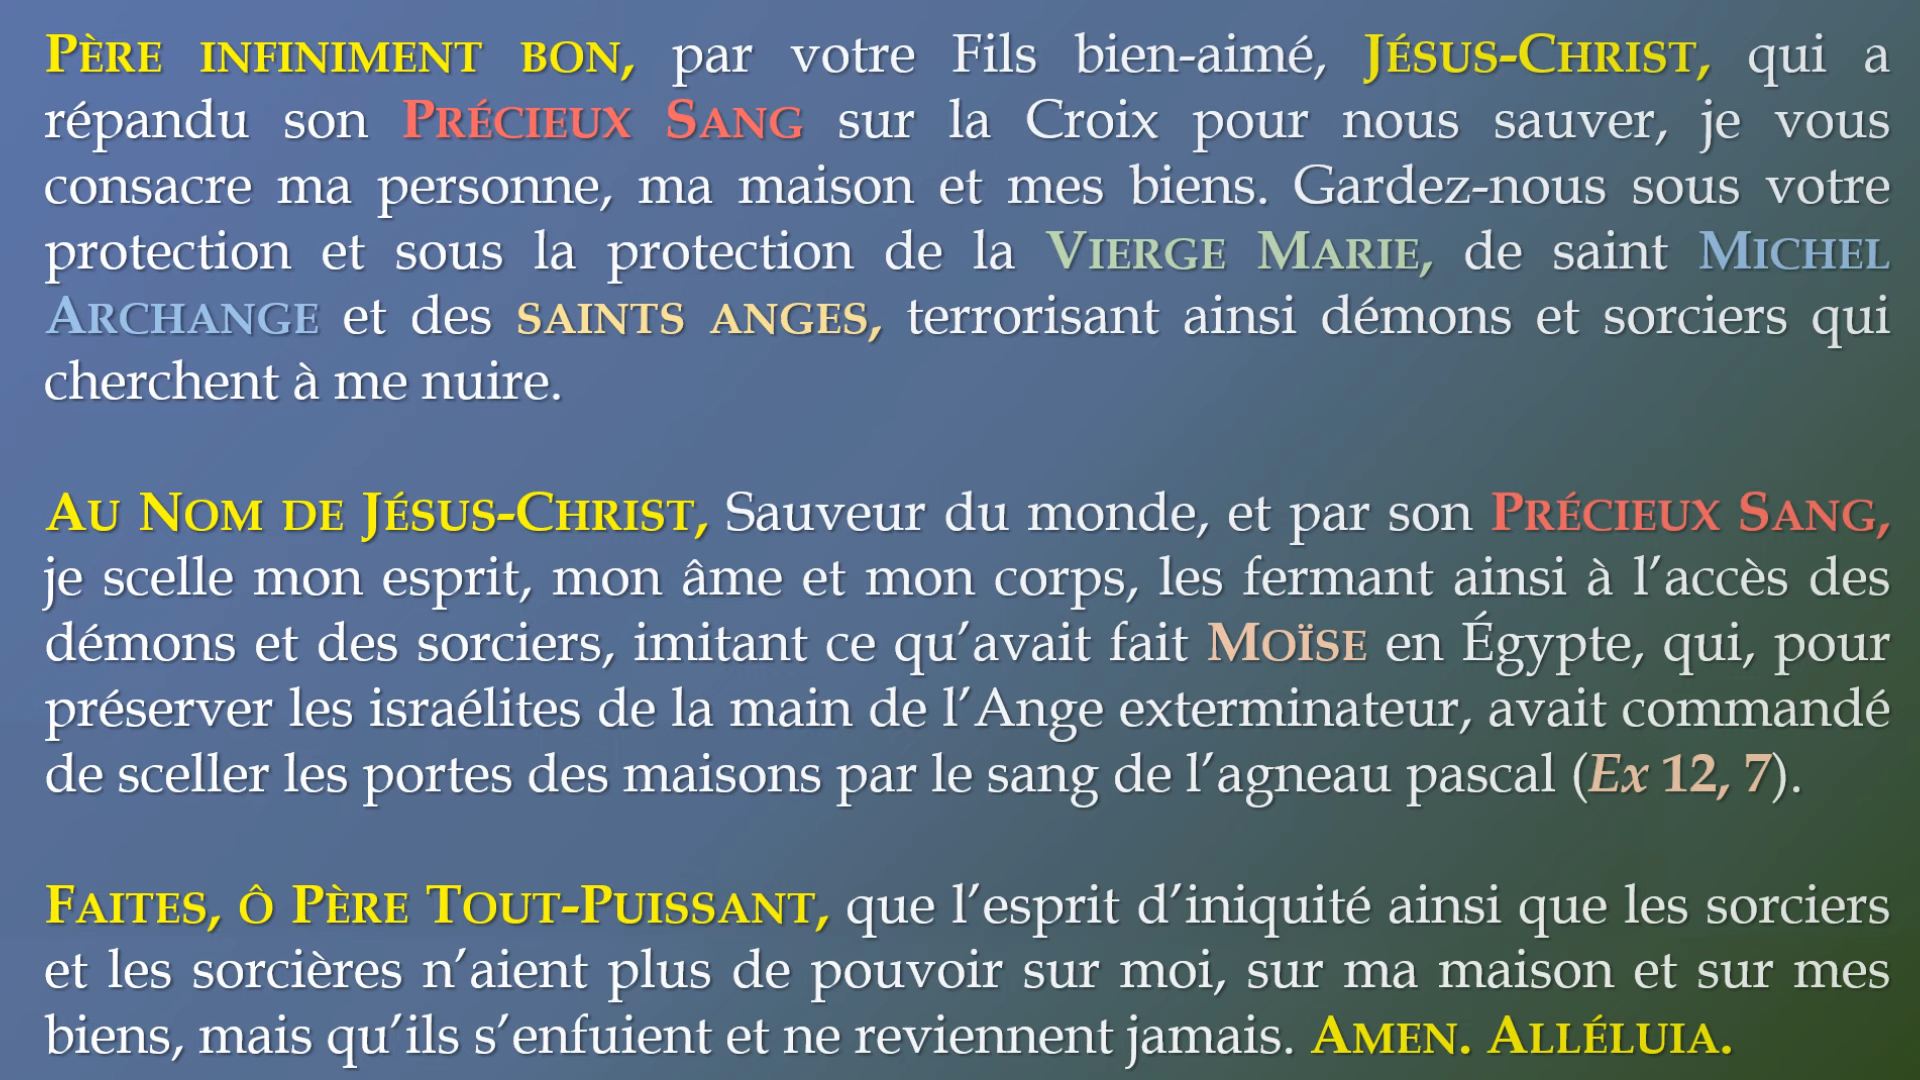 Père infiniment bon, par votre Fils bien-aimé, Jésus-Christ, qui a
répandu son Précieux Sang sur la Croix pour nous sauver, je vous
consacre ma personne, ma maison et mes biens. Gardez-nous sous votre
protection et sous la protection de la Vierge Marie, de saint Michel
Archange et des saints anges, terrorisant ainsi démons et sorciers qui
cherchent à me nuire.
Au Nom de Jésus-Christ, Sauveur du monde, et par son Précieux Sang,
je scelle mon esprit, mon âme et mon corps, les fermant ainsi à l’accès des
démons et des sorciers, imitant ce qu’avait fait Moïse en Égypte, qui, pour
préserver les israélites de la main de l’Ange exterminateur, avait commandé
de sceller les portes des maisons par le sang de l’agneau pascal (Ex 12, 7).
Faites, ô Père Tout-Puissant, que l’esprit d’iniquité ainsi que les sorciers
et les sorcières n’aient plus de pouvoir sur moi, sur ma maison et sur mes
biens, mais qu’ils s’enfuient et ne reviennent jamais. Amen. Alléluia.